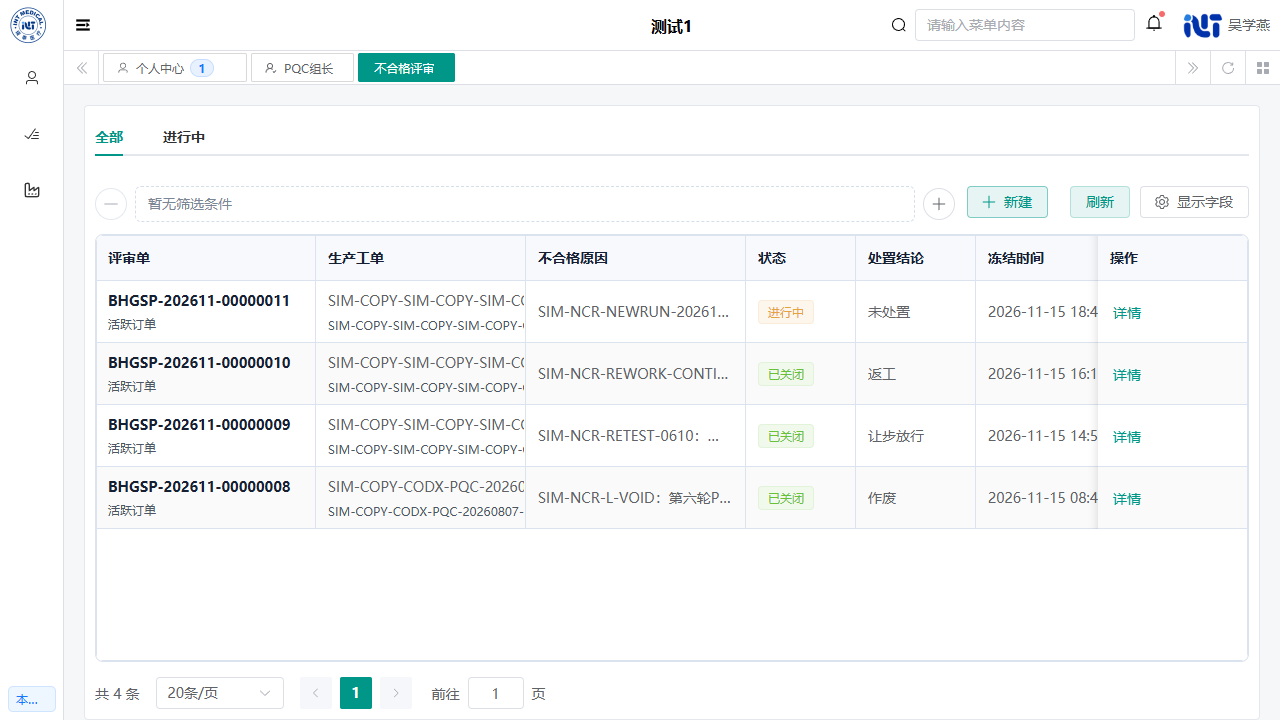 测试1
请输入菜单内容
吴学燕
个人中心 1
PQC组长
不合格评审
全部
进行中
暂无筛选条件
新建
刷新
显示字段
评审单
生产工单
不合格原因
状态
处置结论
冻结时间
操作
BHGSP-202611-00000011
活跃订单
SIM-COPY-SIM-COPY-SIM-CO
SIM-COPY-SIM-COPY-SIM-COPY-
SIM-NCR-NEWRUN-20261...
进行中
未处置
2026-11-15 18:4
详情
BHGSP-202611-00000010
活跃订单
SIM-COPY-SIM-COPY-SIM-CO
SIM-COPY-SIM-COPY-SIM-COPY-
SIM-NCR-REWORK-CONTI...
已关闭
返工
2026-11-15 16:1
详情
BHGSP-202611-00000009
活跃订单
SIM-COPY-SIM-COPY-SIM-CO
SIM-COPY-SIM-COPY-SIM-COPY-
SIM-NCR-RETEST-0610：...
已关闭
让步放行
2026-11-15 14:5
详情
BHGSP-202611-00000008
活跃订单
SIM-COPY-CODX-PQC-20260
SIM-COPY-CODX-PQC-20260807-
SIM-NCR-L-VOID：第六轮P...
已关闭
作废
2026-11-15 08:4
详情
本...
共 4 条
20条/页
1
前往
1
页